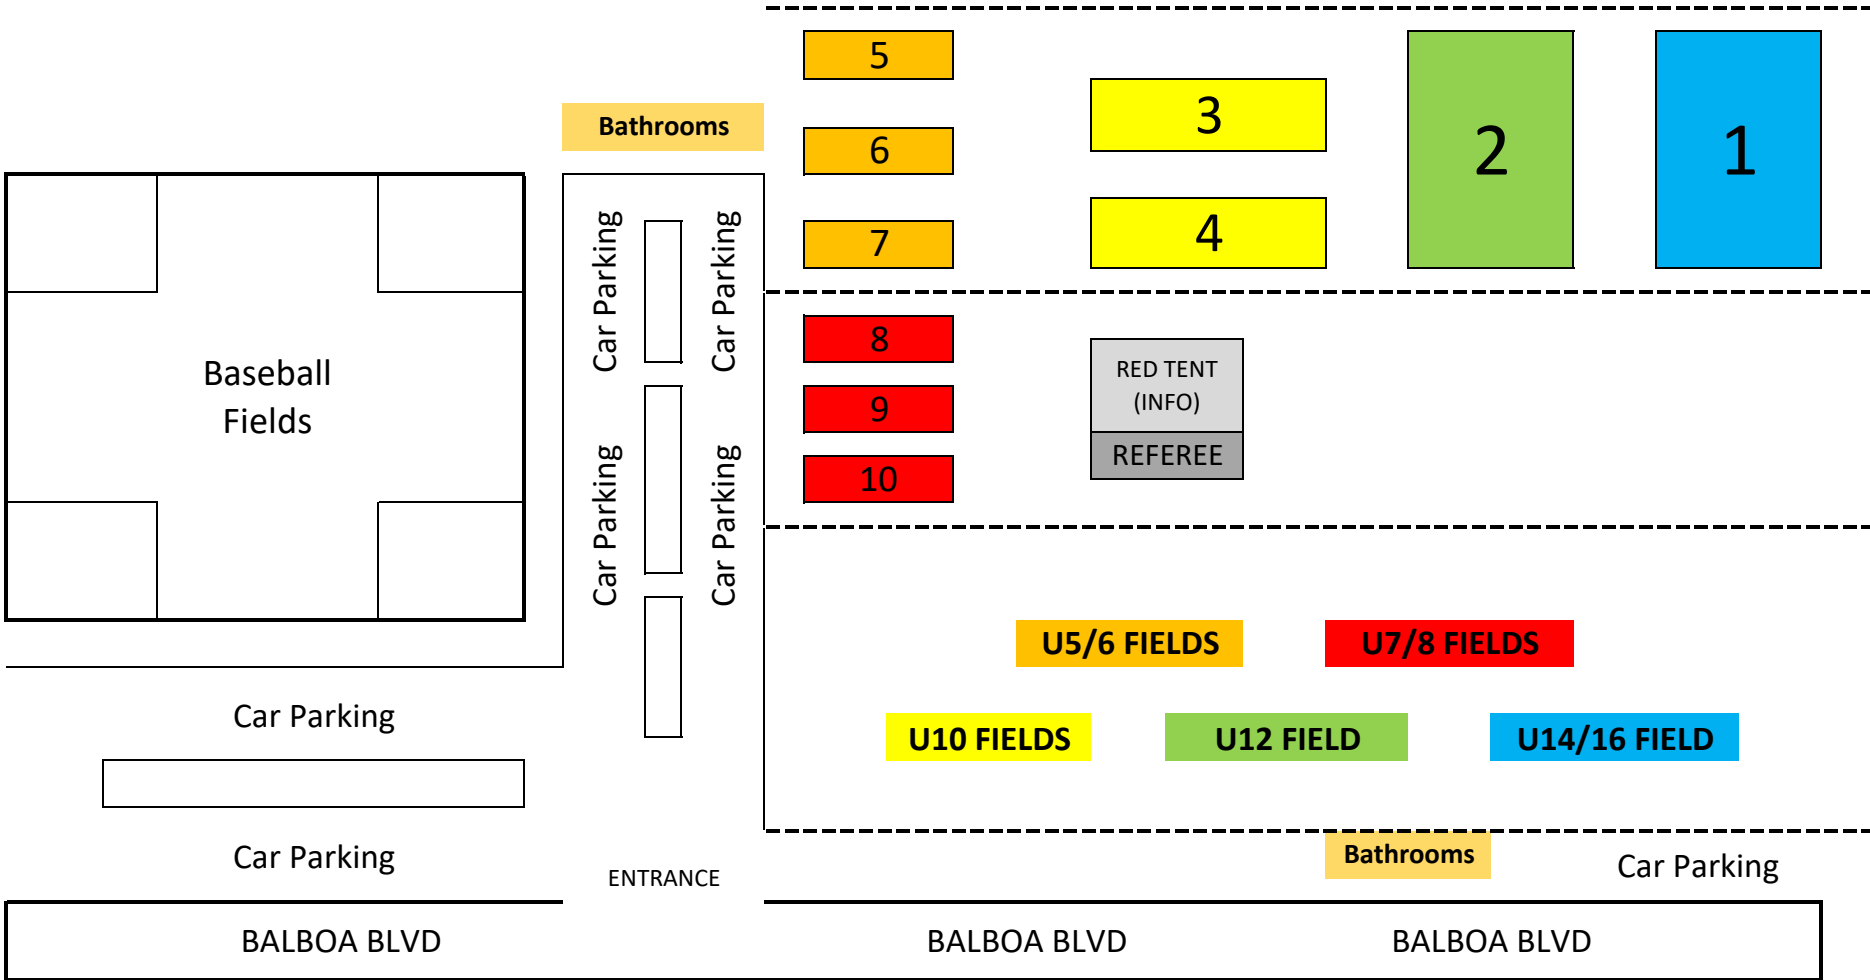 5
3
2
1
Bathrooms
6
4
7
Car Parking
Car Parking
8
Baseball
Fields
RED TENT
(INFO)
9
REFEREE
10
Car Parking
Car Parking
U5/6 FIELDS
U7/8 FIELDS
Car Parking
U10 FIELDS
U12 FIELD
U14/16 FIELD
Car Parking
ENTRANCE
Bathrooms
Car Parking
BALBOA BLVD
BALBOA BLVD
BALBOA BLVD